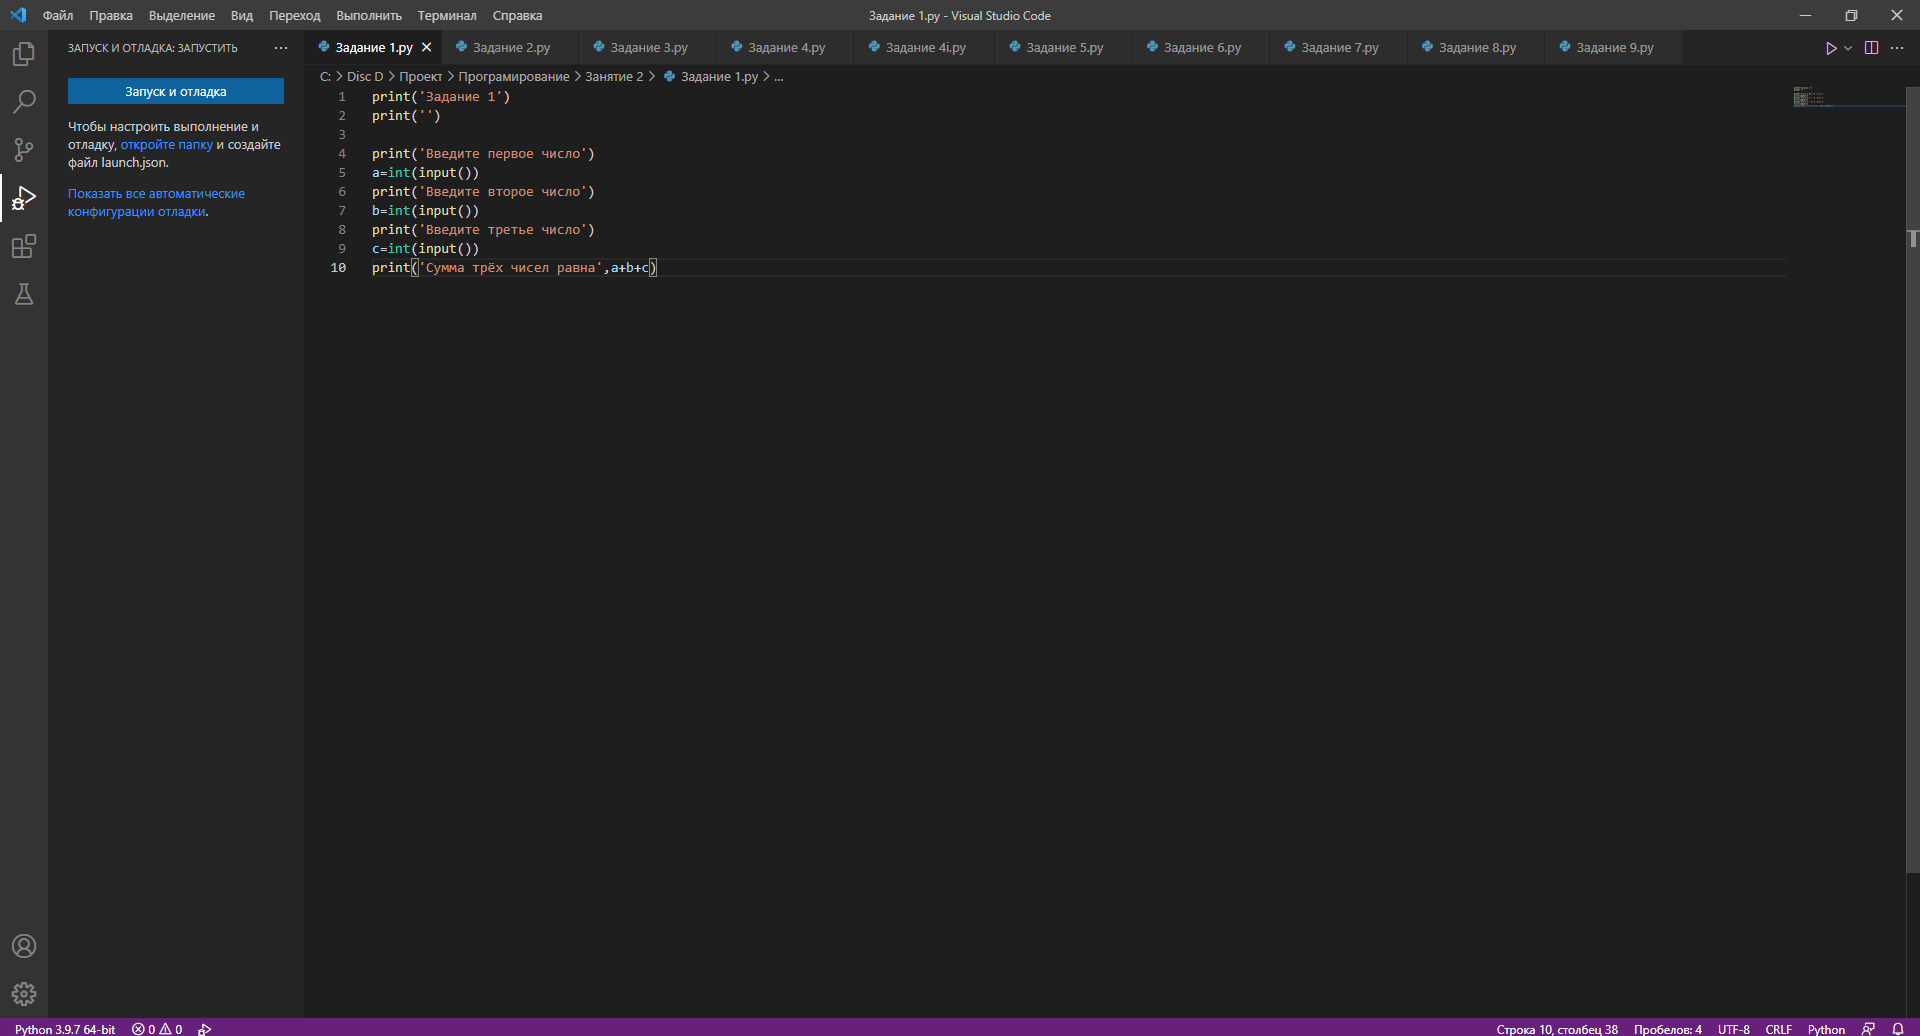 Файл Правка Выделение Вид Переход Выполнить Терминал Справка
Задание 1.py - Visual Studio Code
ЗАПУСК И ОТЛАДКА: ЗАПУСТИТЬ
Запуск и отладка
Чтобы настроить выполнение и
отладку, откройте папку и создайте
файл launch.json.
Показать все автоматические
конфигурации отладки.
Задание 1.py Задание 2.py Задание 3.py Задание 4.py Задание 4i.py Задание 5.py Задание 6.py Задание 7.py Задание 8.py Задание 9.py
C: > Disc D > Проект > Програмирование > Занятие 2 > Задание 1.py > ...
1 print('Задание 1')
2 print('')
3
4 print('Введите первое число')
5 a=int(input())
6 print('Введите второе число')
7 b=int(input())
8 print('Введите третье число')
9 c=int(input())
10 print('Сумма трёх чисел равна',a+b+c)
Python 3.9.7 64-bit 0 0
Строка 10, столбец 38 Пробелов: 4 UTF-8 CRLF Python